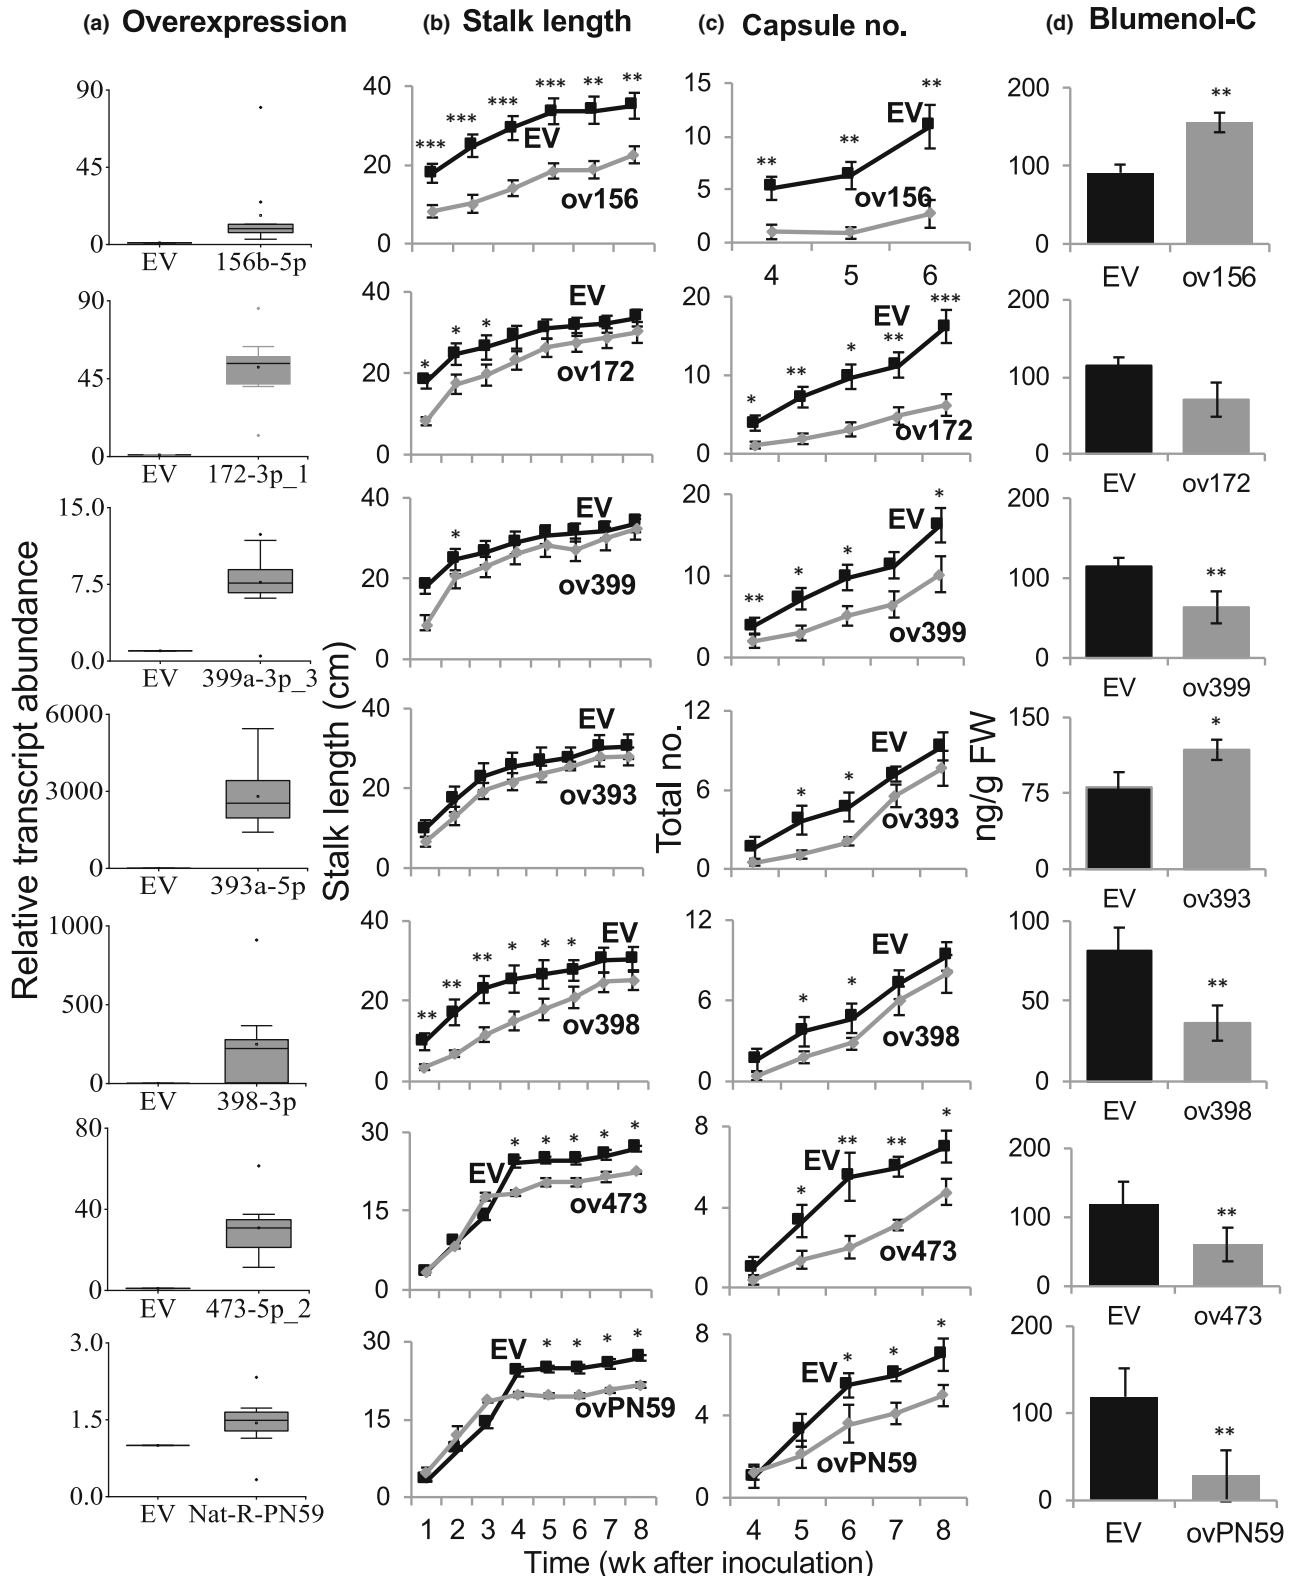 (a) Overexpression (b) Stalk length (c) Capsule no. (d) Blumenol-C
Relative transcript abundance
Stalk length (cm)
Total no.
ng/g FW
90
45
0
EV 156b-5p
40
20
0
*** *** *** *** ** **
EV
ov156
15
10
5
0
** ** **
EV
ov156
4 5 6
200
100
0
**
EV ov156
90
45
0
EV 172-3p_1
40
20
0
* * *
EV
ov172
20
10
0
* ** * ** ***
EV
ov172
200
100
0
EV ov172
15.0
7.5
0.0
EV 399a-3p_3
40
20
0
*
EV
ov399
20
10
0
** * * *
EV
ov399
200
100
0
**
EV ov399
6000
3000
0
EV 393a-5p
40
20
0
EV
ov393
12
6
0
* *
EV
ov393
150
75
0
*
EV ov393
1000
500
0
EV 398-3p
40
20
0
** ** ** * * *
EV
ov398
12
6
0
* *
EV
ov398
100
50
0
**
EV ov398
80
40
0
EV 473-5p_2
30
15
0
* * * * *
EV
ov473
8
4
0
* ** ** *
EV
ov473
200
100
0
**
EV ov473
3.0
1.5
0.0
EV Nat-R-PN59
30
15
0
* * * *
EV
ovPN59
1 2 3 4 5 6 7 8
8
4
0
* * *
EV
ovPN59
4 5 6 7 8
200
100
0
**
EV ovPN59
Time (wk after inoculation)